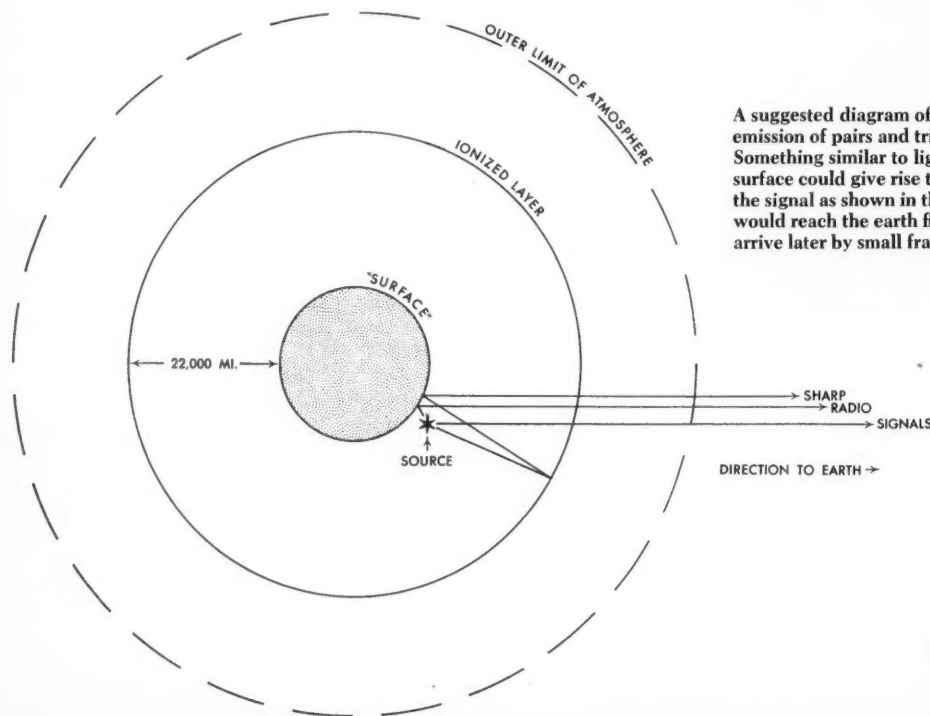 OUTER LIMIT OF ATMOSPHERE
IONIZED LAYER
"SURFACE"
22,000 MI.
SOURCE
SHARP
RADIO
SIGNALS
DIRECTION TO EARTH
A suggested diagram of
emission of pairs and
Something similar to
surface could give rise
the signal as shown in
would reach the earth
arrive later by small